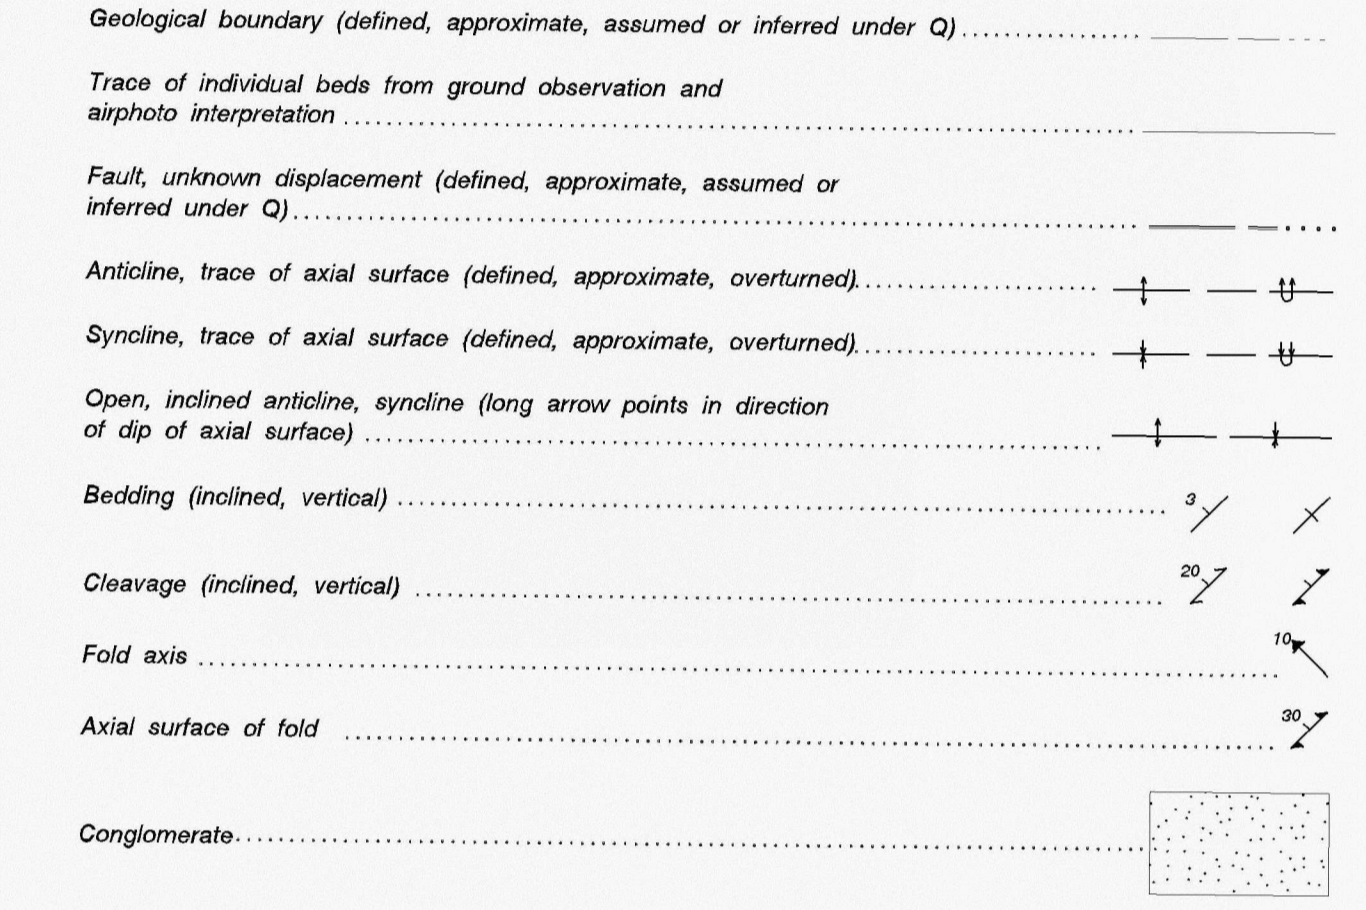 Geological boundary (defined, approximate, assumed or inferred under Q)
Trace of individual beds from ground observation and
airphoto interpretation
Fault, unknown displacement (defined, approximate, assumed or
inferred under Q)
Anticline, trace of axial surface (defined, approximate, overturned)
Syncline, trace of axial surface (defined, approximate, overturned)
Open, inclined anticline, syncline (long arrow points in direction
of dip of axial surface)
Bedding (inclined, vertical) 3
Cleavage (inclined, vertical) 20
Fold axis 10
Axial surface of fold 30
Conglomerate